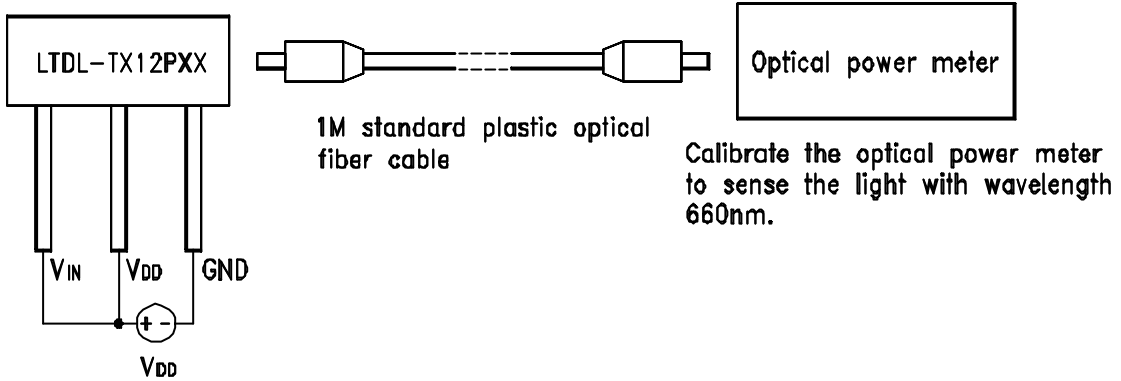 LTDL-TX12PXX
Optical power meter
1M standard plastic optical
fiber cable
Calibrate the optical power meter
to sense the light with wavelength
660nm.
VIN
VDD
GND
+ -
VDD